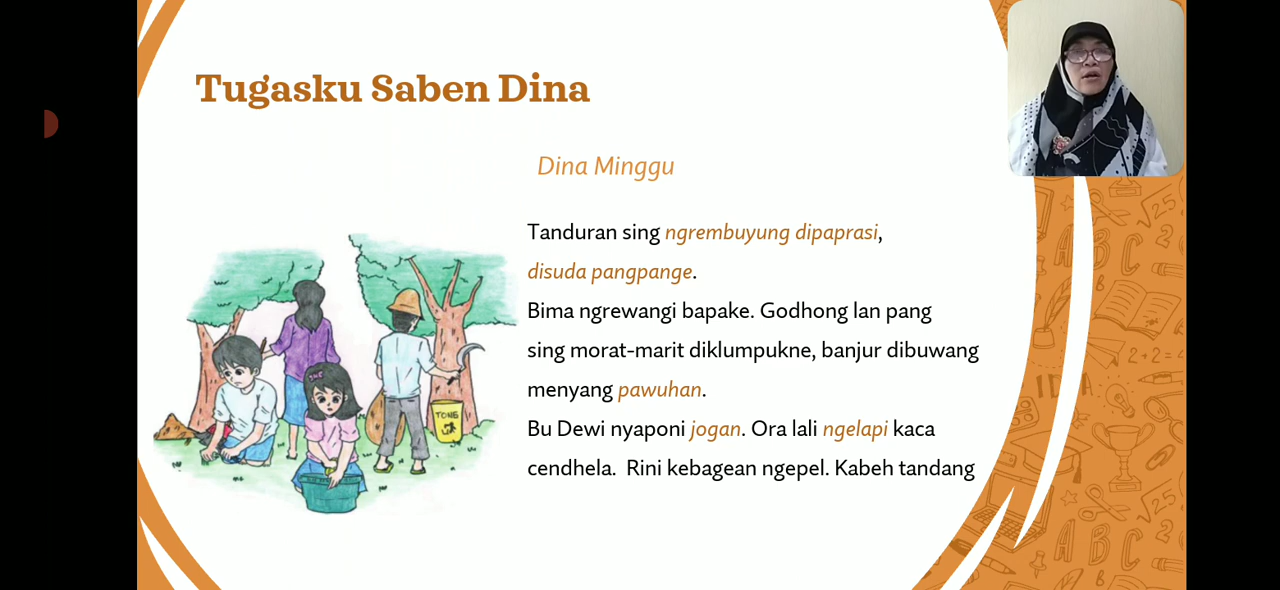 Tugasku Saben Dina
Dina Minggu
Tanduran sing ngrembuyung dipaprasi,
disuda pangpange.
Bima ngrewangi bapake. Godhong lan pang
sing morat-marit diklumpukne, banjur dibuwang
menyang pawuhan.
Bu Dewi nyaponi jogan. Ora lali ngelapi kaca
cendhela. Rini kebagean ngepel. Kabeh tandang
TONG